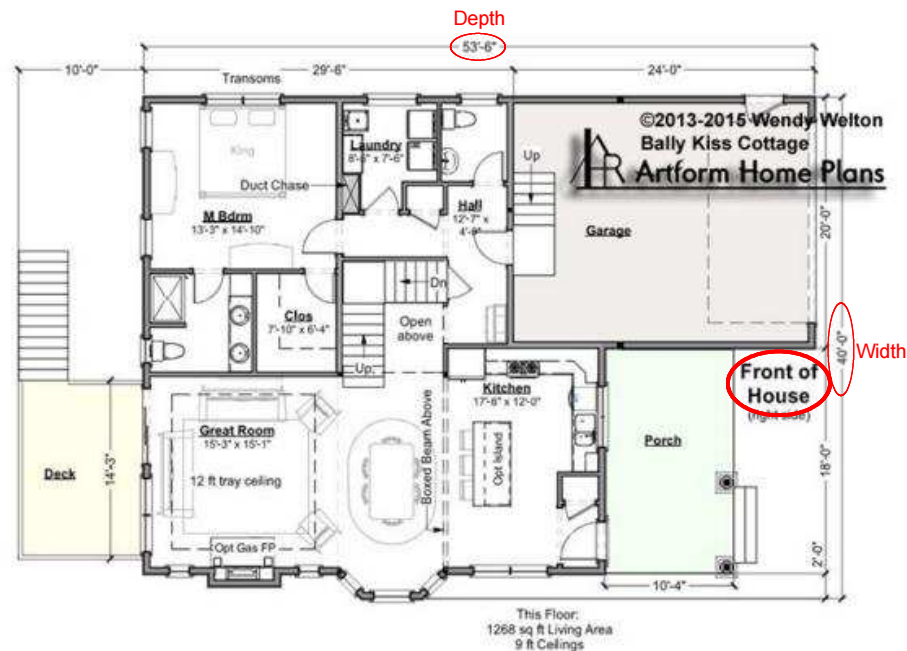 Depth
53'-6"
10'-0"
29'-6"
24'-0"
Transoms
©2013-2015 Wendy Welton
Bally Kiss Cottage
Artform Home Plans
King
Laundry
Up
Duct Chase
M Bdrm
13'-3" x 14'-10"
Hall
12'-7" x
Garage
20'-0"
Dn
Clos
7'-10" x 6'-4"
Open
above
Up
40'-0"
Width
Front of
House
(right side)
Kitchen
17'-6" x 12'-0"
Great Room
15'-3" x 15'-1"
Boxed Beam Above
Opt Island
Porch
Deck
14'-3"
12 ft tray ceiling
18'-0"
Opt Gas FP
2'-0"
10'-4"
This Floor:
1268 sq ft Living Area
9 ft Ceilings